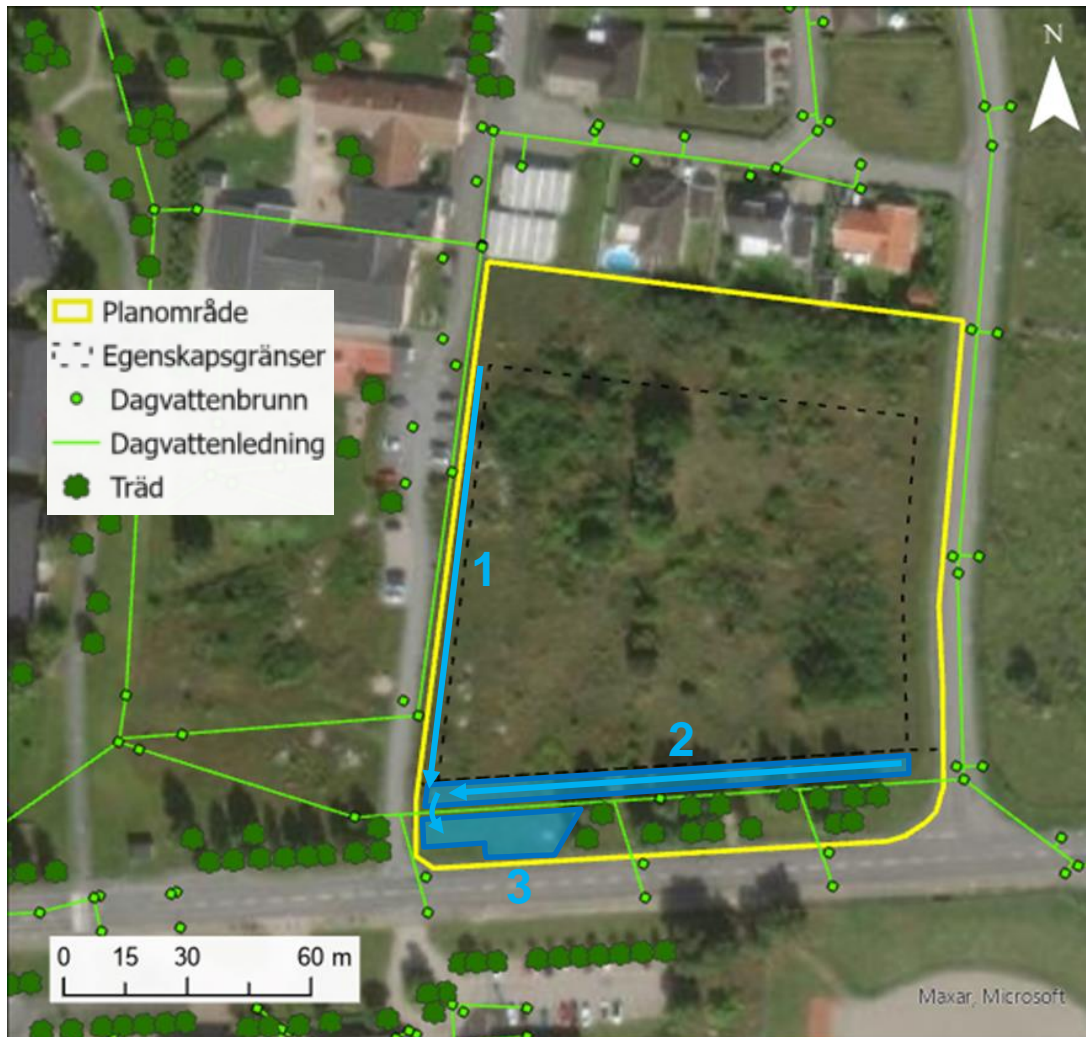 N
Planområde
Egenskapsgränser
Dagvattenbrunn
Dagvattenledning
Träd
1
2
3
0 15 30 60 m
Maxar, Microsoft